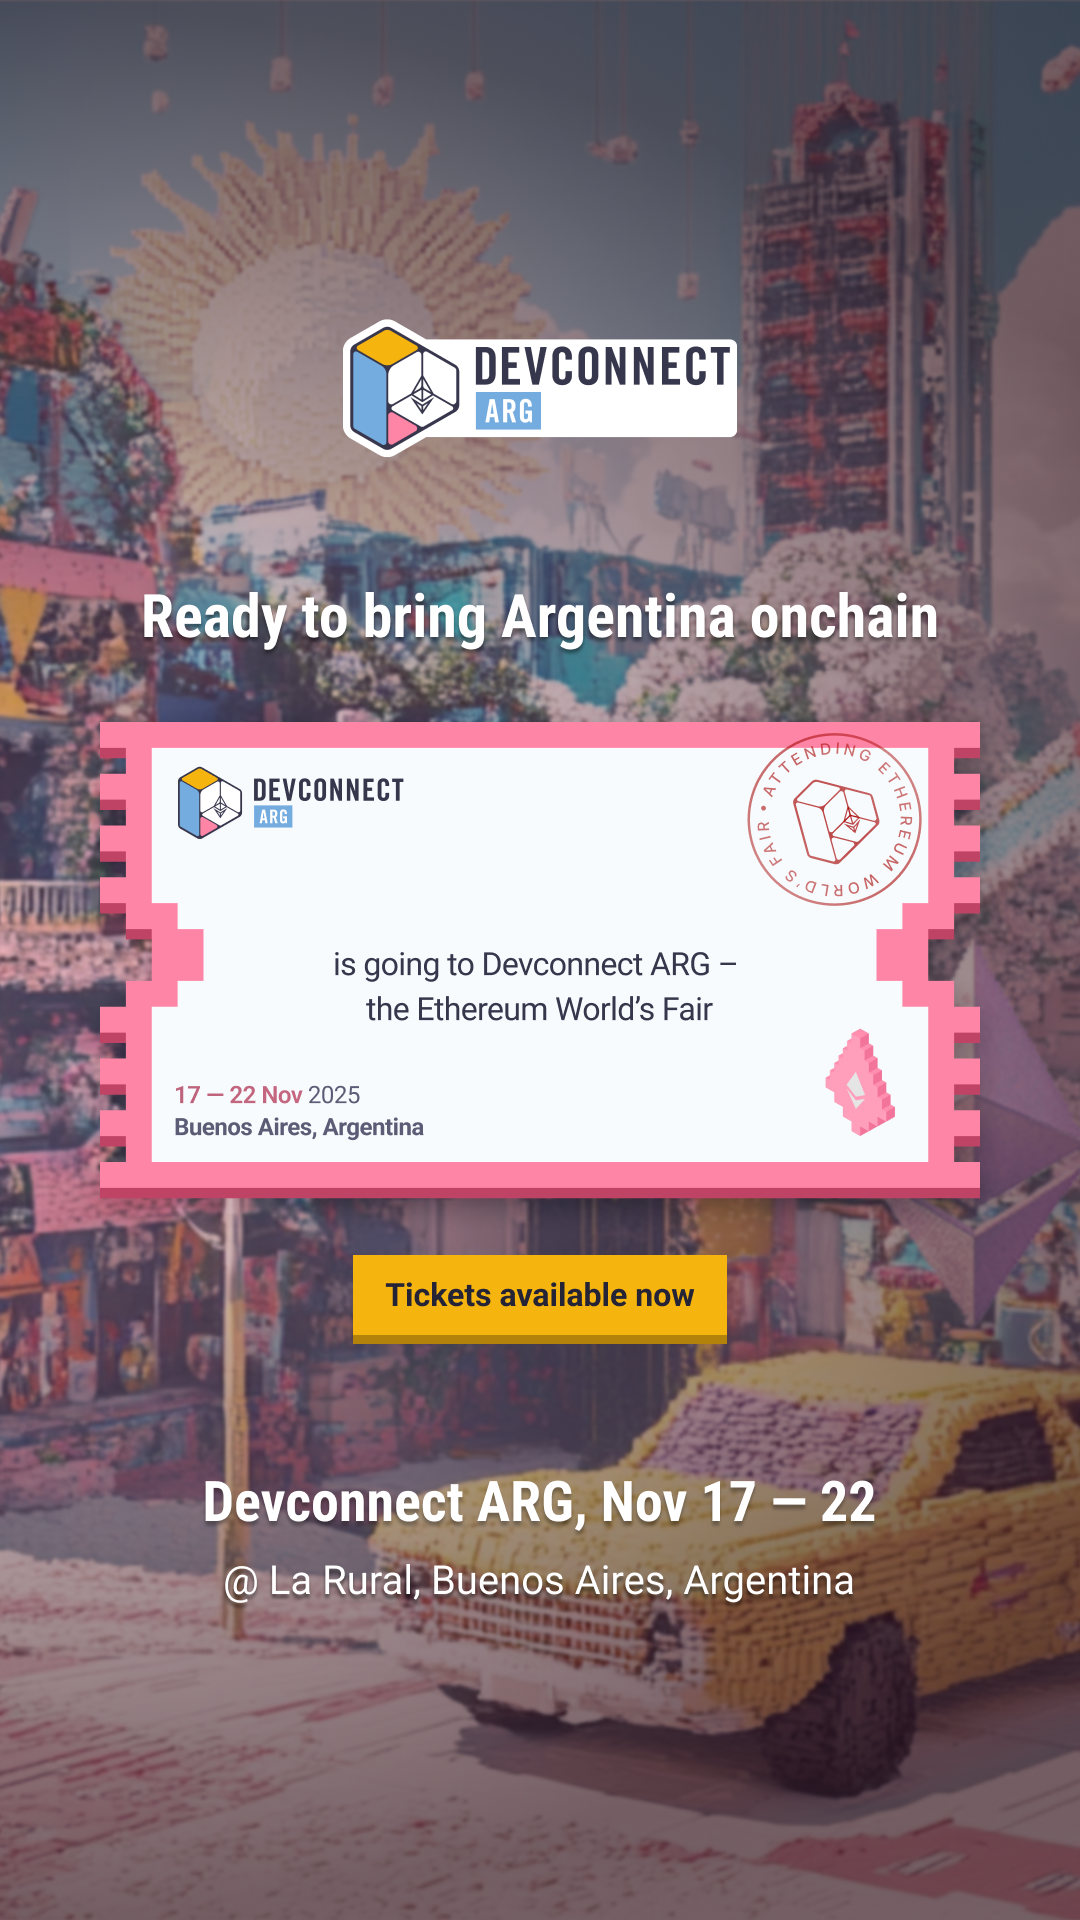 DEVCONNECT
ARG
Ready to bring Argentina onchain
DEVCONNECT
ARG
ATTENDING ETHEREUM WORLD'S FAIR •
is going to Devconnect ARG –
the Ethereum World’s Fair
17 — 22 Nov 2025
Buenos Aires, Argentina
Tickets available now
Devconnect ARG, Nov 17 — 22
@ La Rural, Buenos Aires, Argentina